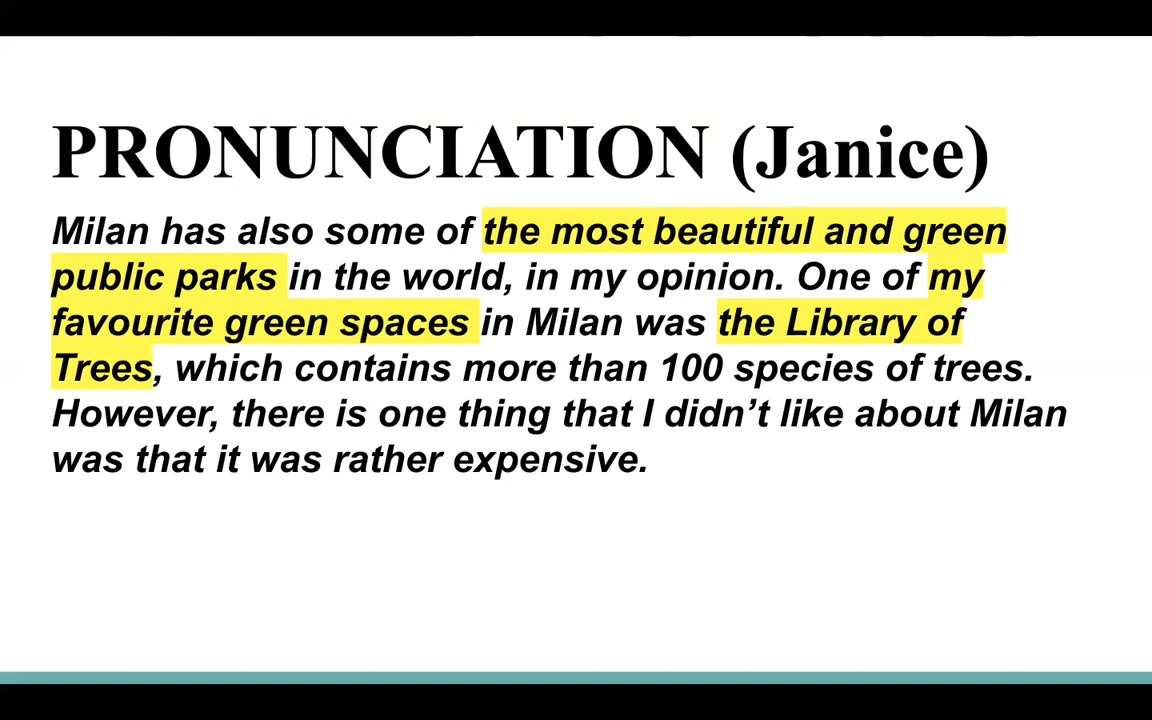 PRONUNCIATION (Janice)
Milan has also some of the most beautiful and green
public parks in the world, in my opinion. One of my
favourite green spaces in Milan was the Library of
Trees, which contains more than 100 species of trees.
However, there is one thing that I didn’t like about Milan
was that it was rather expensive.